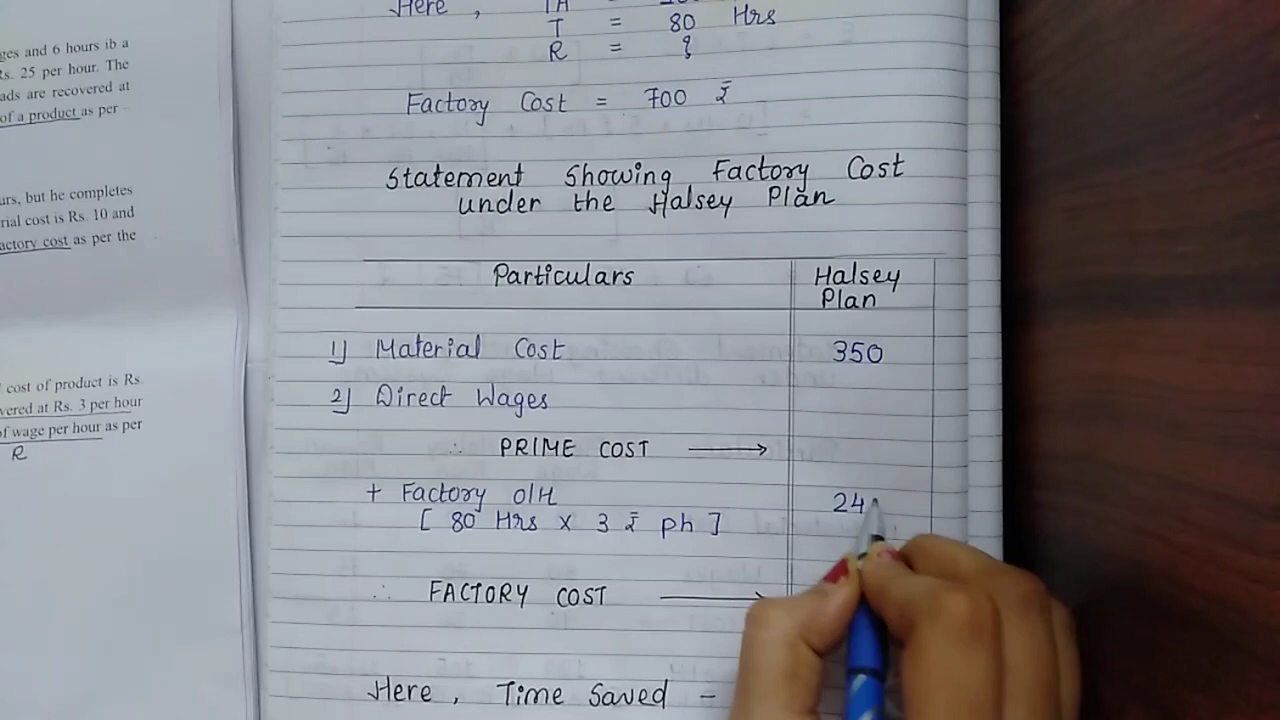 ges and 6 hours ib a
Rs. 25 per hour. The
ads are recovered at
of a product as per –
urs, but he completes
rial cost is Rs. 10 and
actory cost as per the
cost of product is Rs.
vered at Rs. 3 per hour
of wage per hour as per
R
Here ,
T = 80 Hrs
R = ?
Factory Cost = 700 ₹
Statement Showing Factory Cost
under the Halsey Plan
Particulars Halsey
Plan
1) Material Cost 350
2) Direct Wages
∴ PRIME COST →
+ Factory o/H 24
[ 80 Hrs x 3 ₹ ph ]
∴ FACTORY COST →
Here , Time Saved -